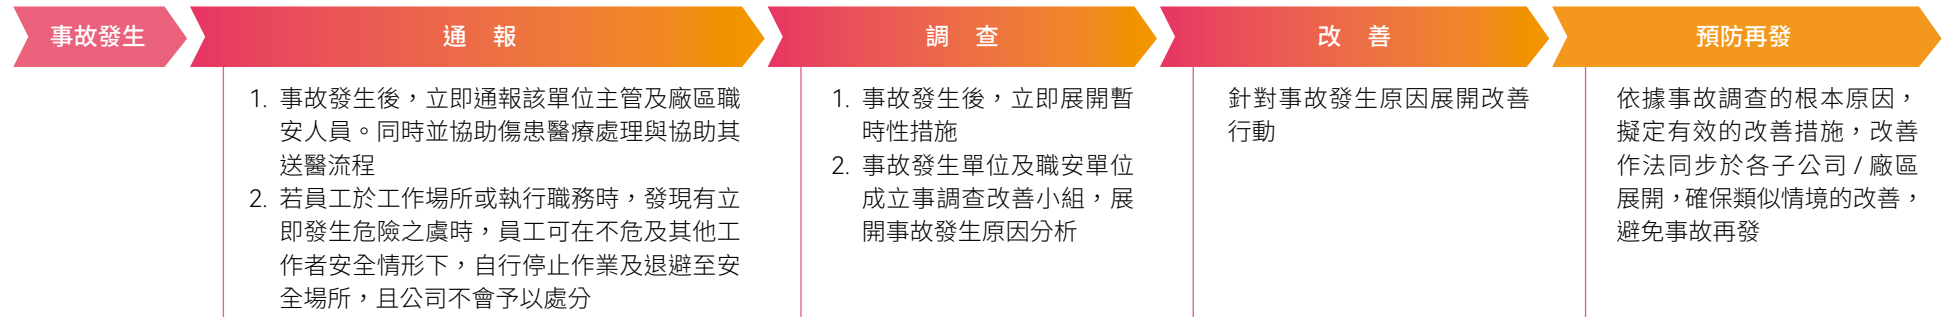 事故發生
通 報
調 查
改 善
預防再發
1. 事故發生後，立即通報該單位主管及廠區職
安人員。同時並協助傷患醫療處理與協助其
送醫流程
2. 若員工於工作場所或執行職務時，發現有立
即發生危險之虞時，員工可在不危及其他工
作者安全情形下，自行停止作業及退避至安
全場所，且公司不會予以處分
1. 事故發生後，立即展開暫
時性措施
2. 事故發生單位及職安單位
成立事調查改善小組，展
開事故發生原因分析
針對事故發生原因展開改善
行動
依據事故調查的根本原因，
擬定有效的改善措施，改善
作法同步於各子公司 / 廠區
展開，確保類似情境的改善，
避免事故再發